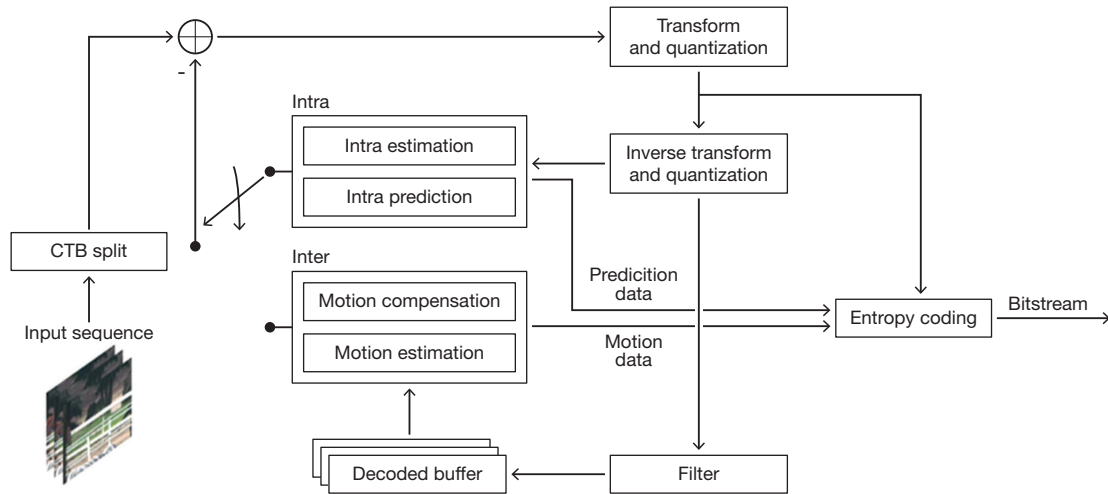 Transform
and quantization
-
Intra
Intra estimation
Intra prediction
Inverse transform
and quantization
CTB split
Inter
Motion compensation
Motion estimation
Predicition
data
Motion
data
Entropy coding
Bitstream
Input sequence
Decoded buffer
Filter